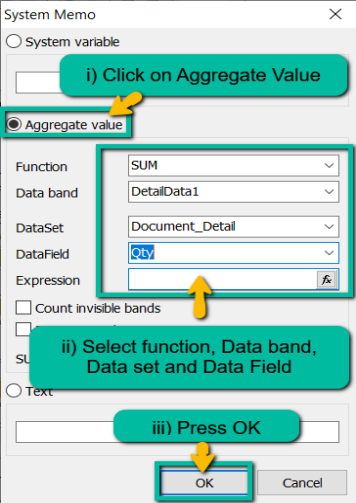 System Memo
System variable
i) Click on Aggregate Value
Aggregate value
Function SUM
Data band DetailData1
DataSet Document_Detail
DataField Qty
Expression fx
Count invisible bands
ii) Select function, Data band,
Data set and Data Field
SU
Text
iii) Press OK
OK Cancel